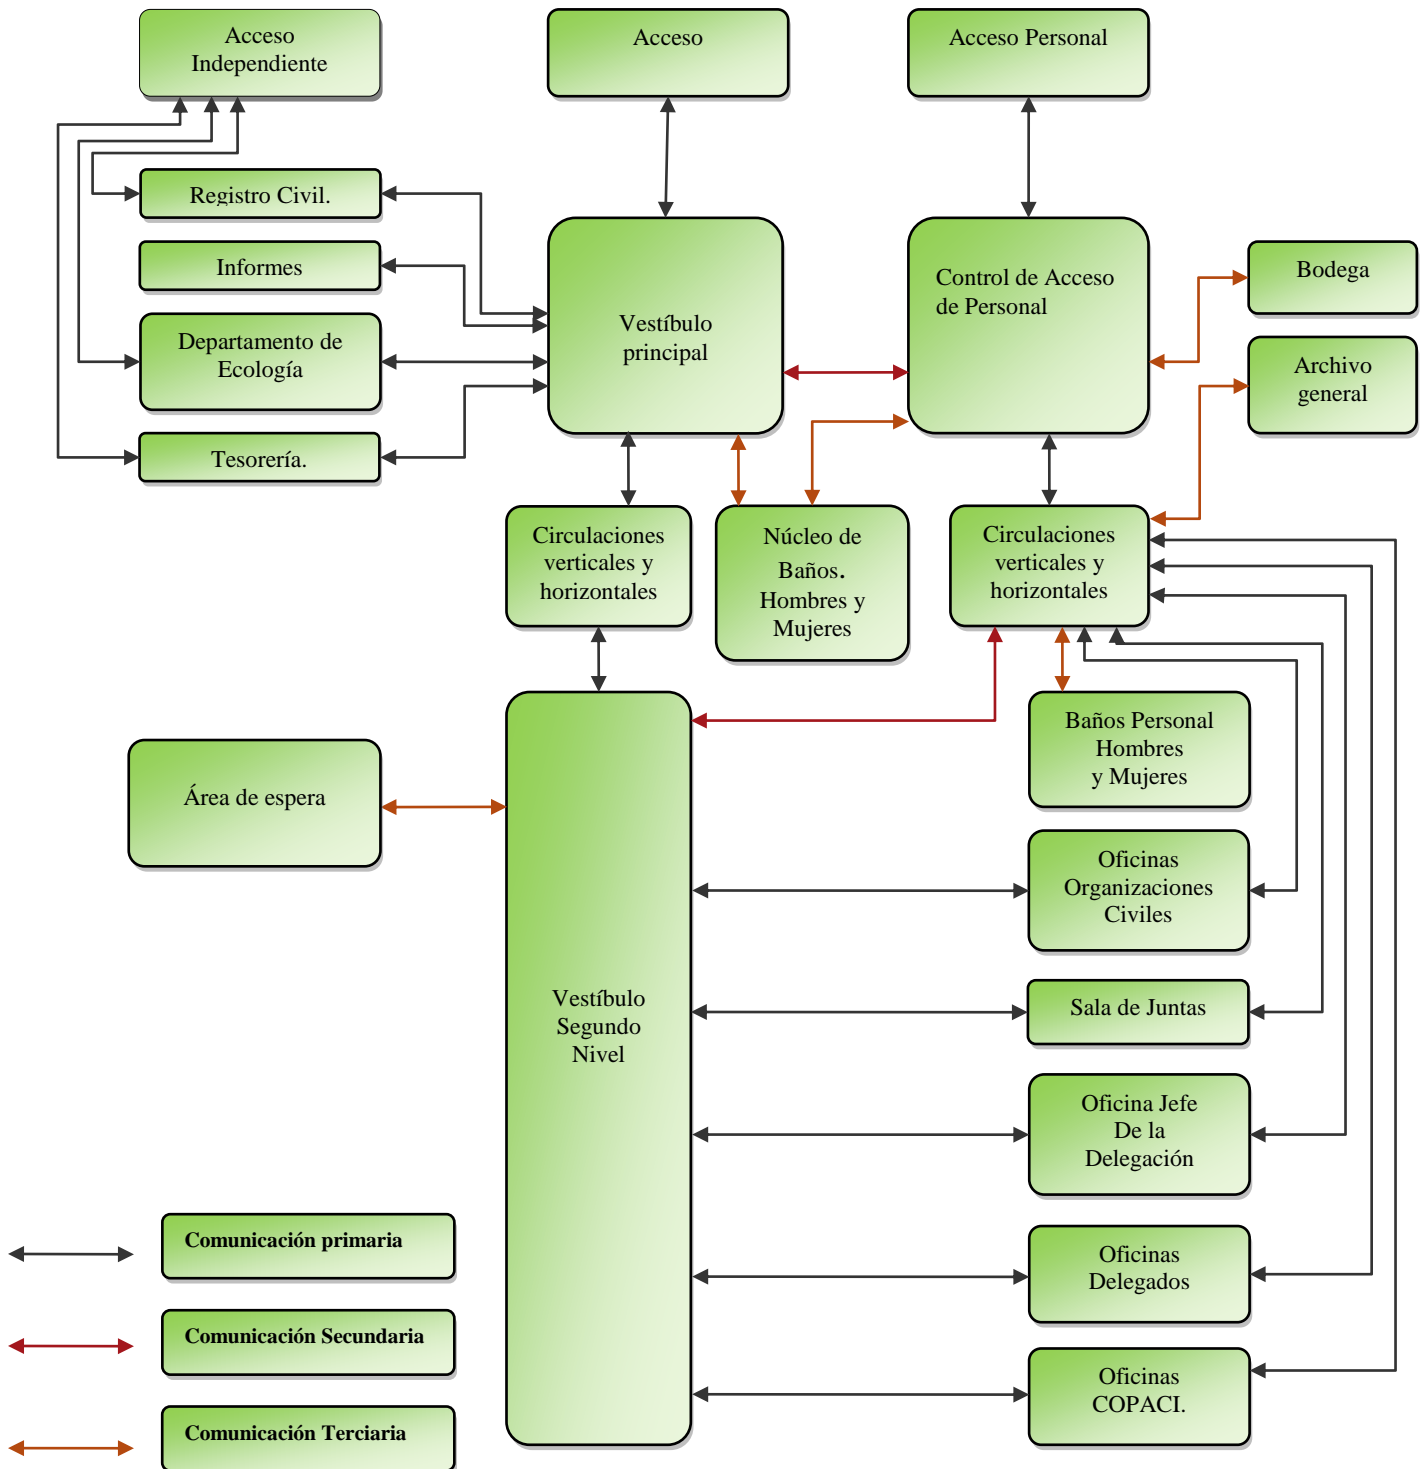 Acceso
Independiente
Acceso
Acceso Personal
Registro Civil.
Informes
Departamento de
Ecología
Tesorería.
Vestíbulo
principal
Control de Acceso
de Personal
Bodega
Archivo
general
Circulaciones
verticales y
horizontales
Núcleo de
Baños.
Hombres y
Mujeres
Circulaciones
verticales y
horizontales
Baños Personal
Hombres
y Mujeres
Área de espera
Oficinas
Organizaciones
Civiles
Vestíbulo
Segundo
Nivel
Sala de Juntas
Oficina Jefe
De la
Delegación
Oficinas
Delegados
Oficinas
COPACI.
Comunicación primaria
Comunicación Secundaria
Comunicación Terciaria